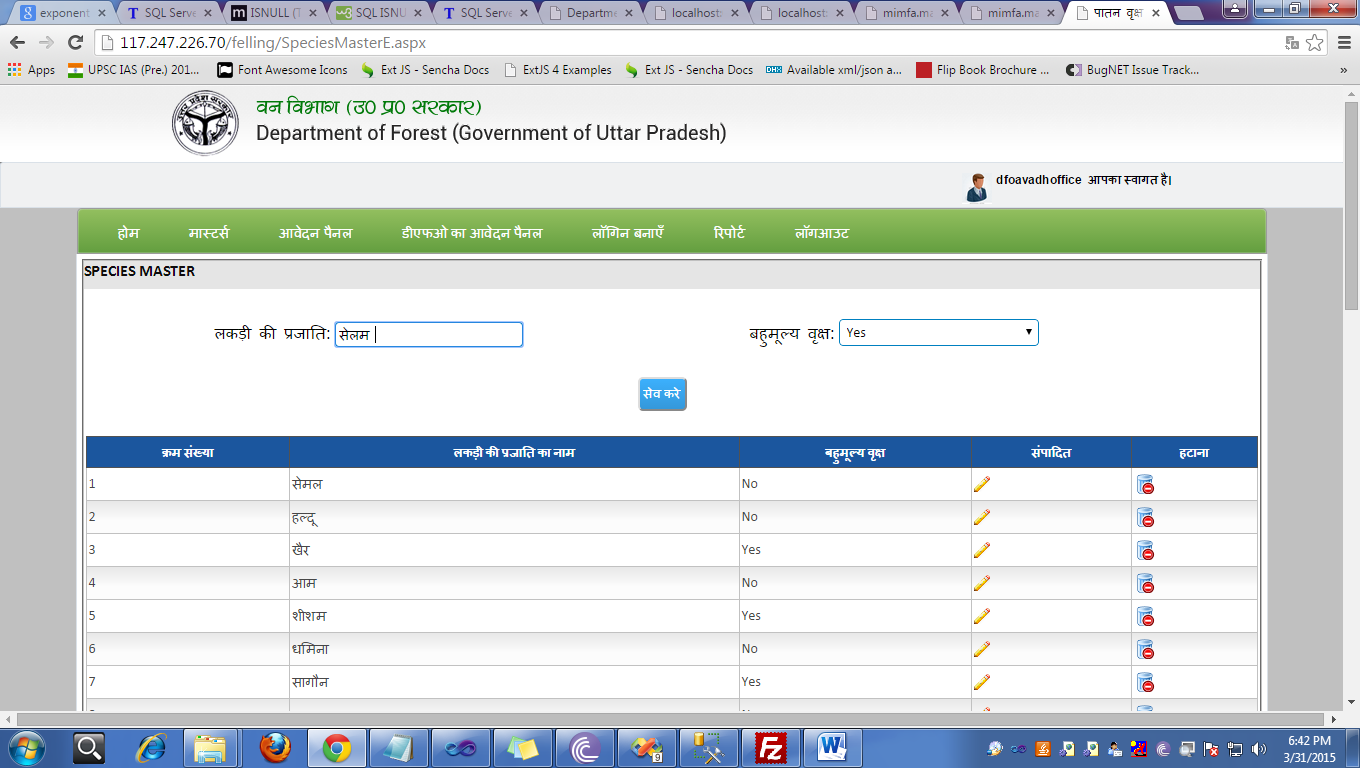 exponent
SQL Serve
ISNULL (T
SQL ISNU
SQL Serve
Departme
localhost:
localhost:
mimfa.ma
mimfa.ma
पातन वृक्ष
117.247.226.70/felling/SpeciesMasterE.aspx
Apps UPSC IAS (Pre.) 201... Font Awesome Icons Ext JS - Sencha Docs ExtJS 4 Examples Ext JS - Sencha Docs Available xml/json a... Flip Book Brochure ... BugNET Issue Track... »
वन विभाग (उ0 प्र0 सरकार)
Department of Forest (Government of Uttar Pradesh)
dfoavadhoffice आपका स्वागत है।
होम मास्टर्स आवेदन पैनल डीएफओ का आवेदन पैनल लॉगिन बनाएँ रिपोर्ट लॉगआउट
SPECIES MASTER
लकड़ी की प्रजाति: सेलम बहुमूल्य वृक्ष: Yes
सेव करे
क्रम संख्या लकड़ी की प्रजाति का नाम बहुमूल्य वृक्ष संपादित हटाना
1 सेमल No
2 हल्दू No
3 खैर Yes
4 आम No
5 शीशम Yes
6 धमिना No
7 सागौन Yes
6:42 PM
3/31/2015